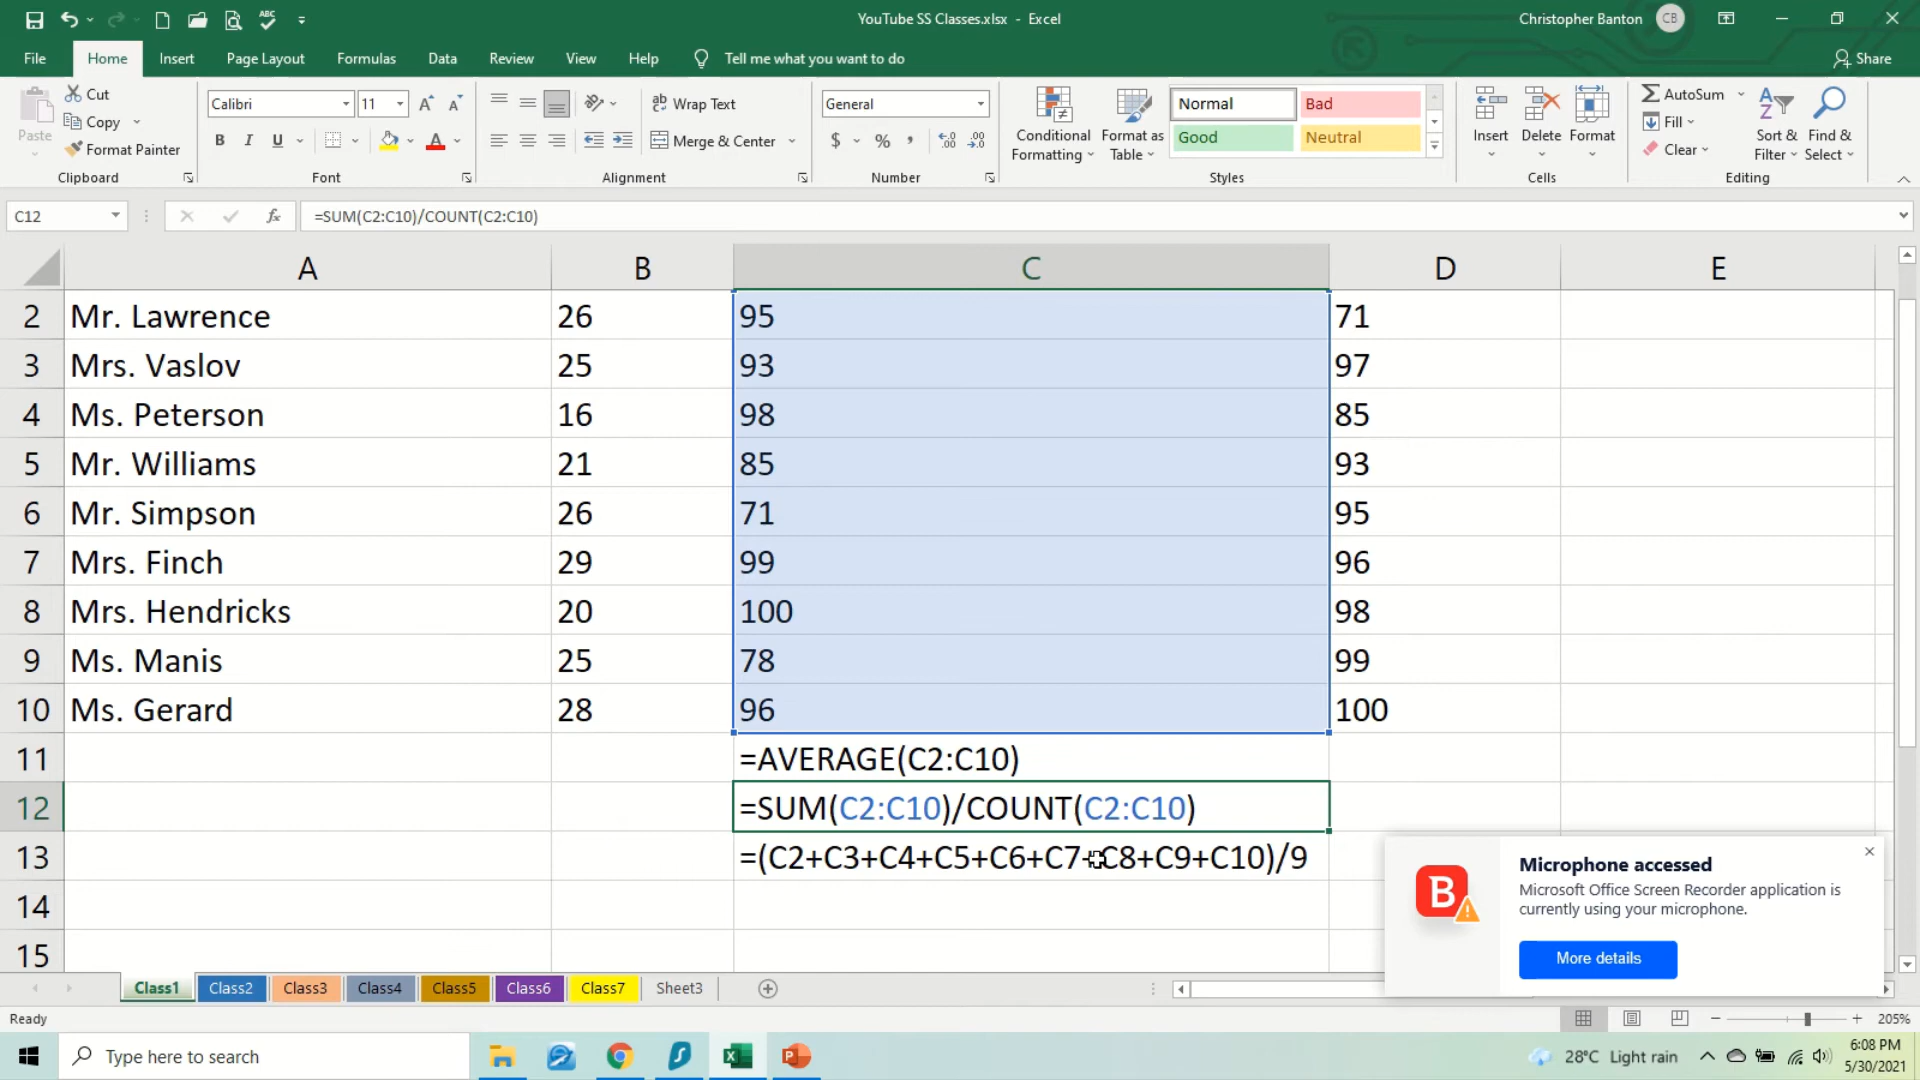 YouTube SS Classes.xlsx - Excel
Christopher Banton CB
File Home Insert Page Layout Formulas Data Review View Help Tell me what you want to do Share
Paste
Cut
Copy
Format Painter
Clipboard
Calibri 11
B I U
Font
Wrap Text
Merge & Center
Alignment
General
$ % ,
Number
Conditional Formatting
Format as Table
Normal Bad
Good Neutral
Styles
Insert Delete Format
Cells
AutoSum
Fill
Clear
Sort & Filter
Find & Select
Editing
C12 fx =SUM(C2:C10)/COUNT(C2:C10)
A B C D E
2 Mr. Lawrence 26 95 71
3 Mrs. Vaslov 25 93 97
4 Ms. Peterson 16 98 85
5 Mr. Williams 21 85 93
6 Mr. Simpson 26 71 95
7 Mrs. Finch 29 99 96
8 Mrs. Hendricks 20 100 98
9 Ms. Manis 25 78 99
10 Ms. Gerard 28 96 100
11 =AVERAGE(C2:C10)
12 =SUM(C2:C10)/COUNT(C2:C10)
13 =(C2+C3+C4+C5+C6+C7+C8+C9+C10)/9
14
15
B
Microphone accessed
Microsoft Office Screen Recorder application is
currently using your microphone.
More details
Class1 Class2 Class3 Class4 Class5 Class6 Class7 Sheet3
Ready
205%
Type here to search
28°C Light rain
6:08 PM
5/30/2021